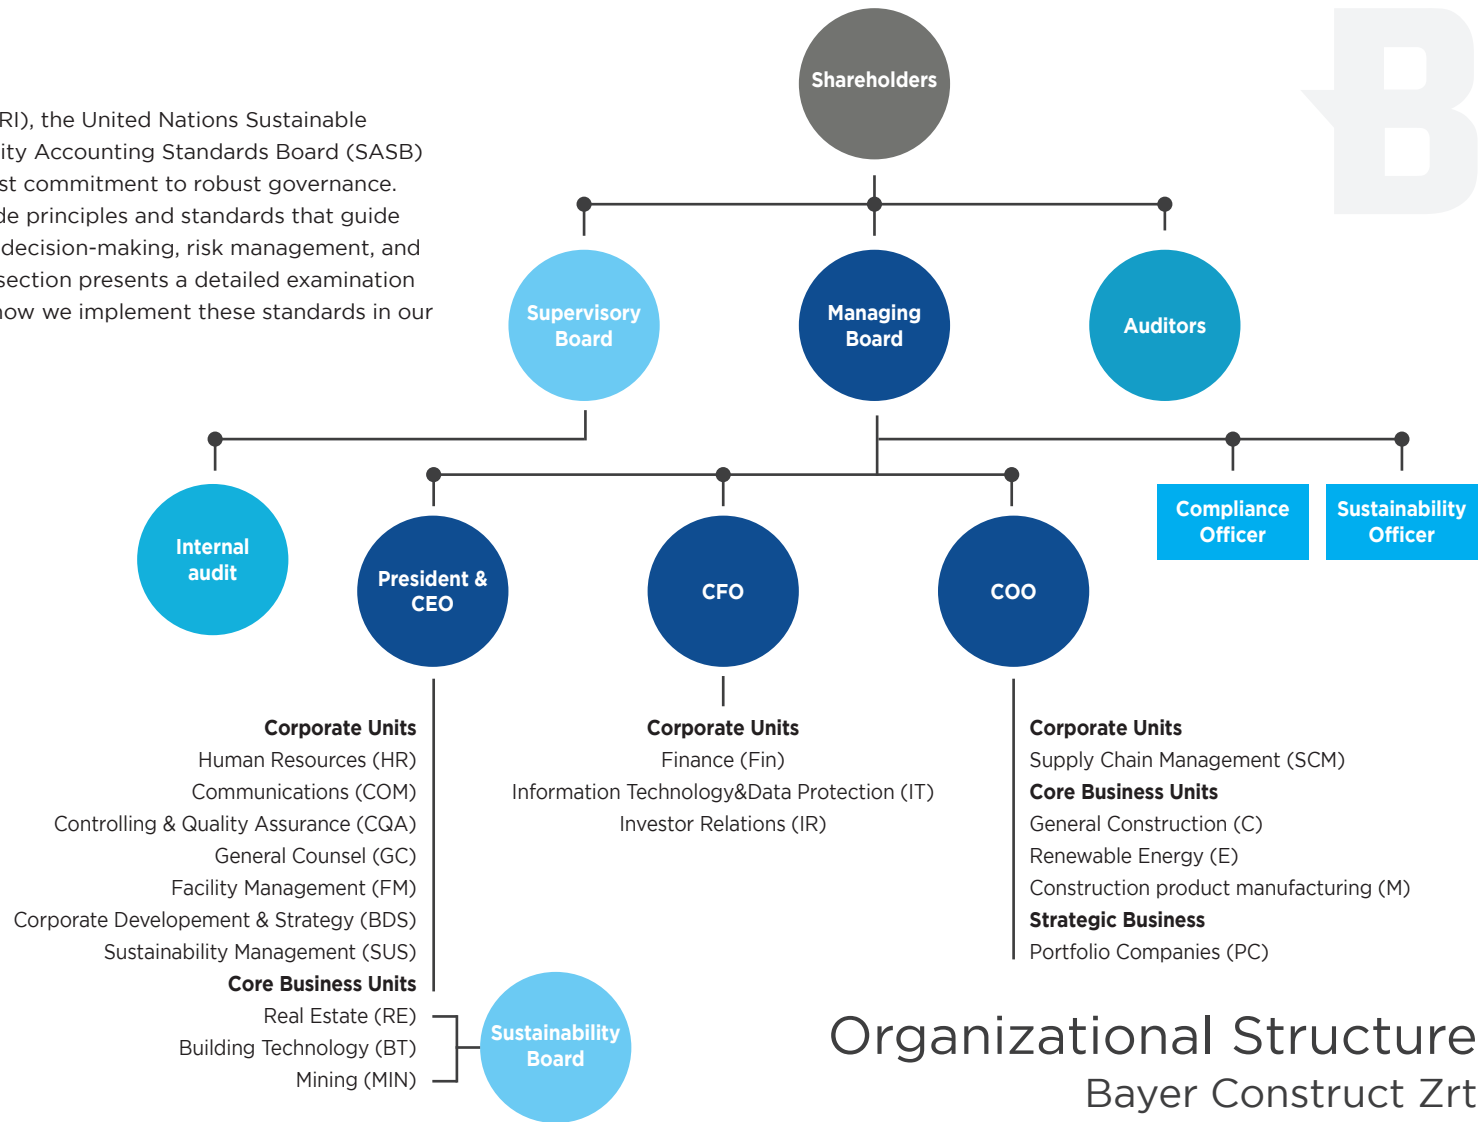 Shareholders
RI), the United Nations Sustainable
ity Accounting Standards Board (SASB)
st commitment to robust governance.
de principles and standards that guide
decision-making, risk management, and
section presents a detailed examination
how we implement these standards in our
Supervisory
Board
Managing
Board
Auditors
Internal
audit
President &
CEO
CFO
COO
Compliance
Officer
Sustainability
Officer
Corporate Units
Human Resources (HR)
Communications (COM)
Controlling & Quality Assurance (CQA)
General Counsel (GC)
Facility Management (FM)
Corporate Developement & Strategy (BDS)
Sustainability Management (SUS)
Core Business Units
Real Estate (RE)
Building Technology (BT)
Mining (MIN)
Sustainability
Board
Corporate Units
Finance (Fin)
Information Technology&Data Protection (IT)
Investor Relations (IR)
Corporate Units
Supply Chain Management (SCM)
Core Business Units
General Construction (C)
Renewable Energy (E)
Construction product manufacturing (M)
Strategic Business
Portfolio Companies (PC)
Organizational Structure
Bayer Construct Zrt
B